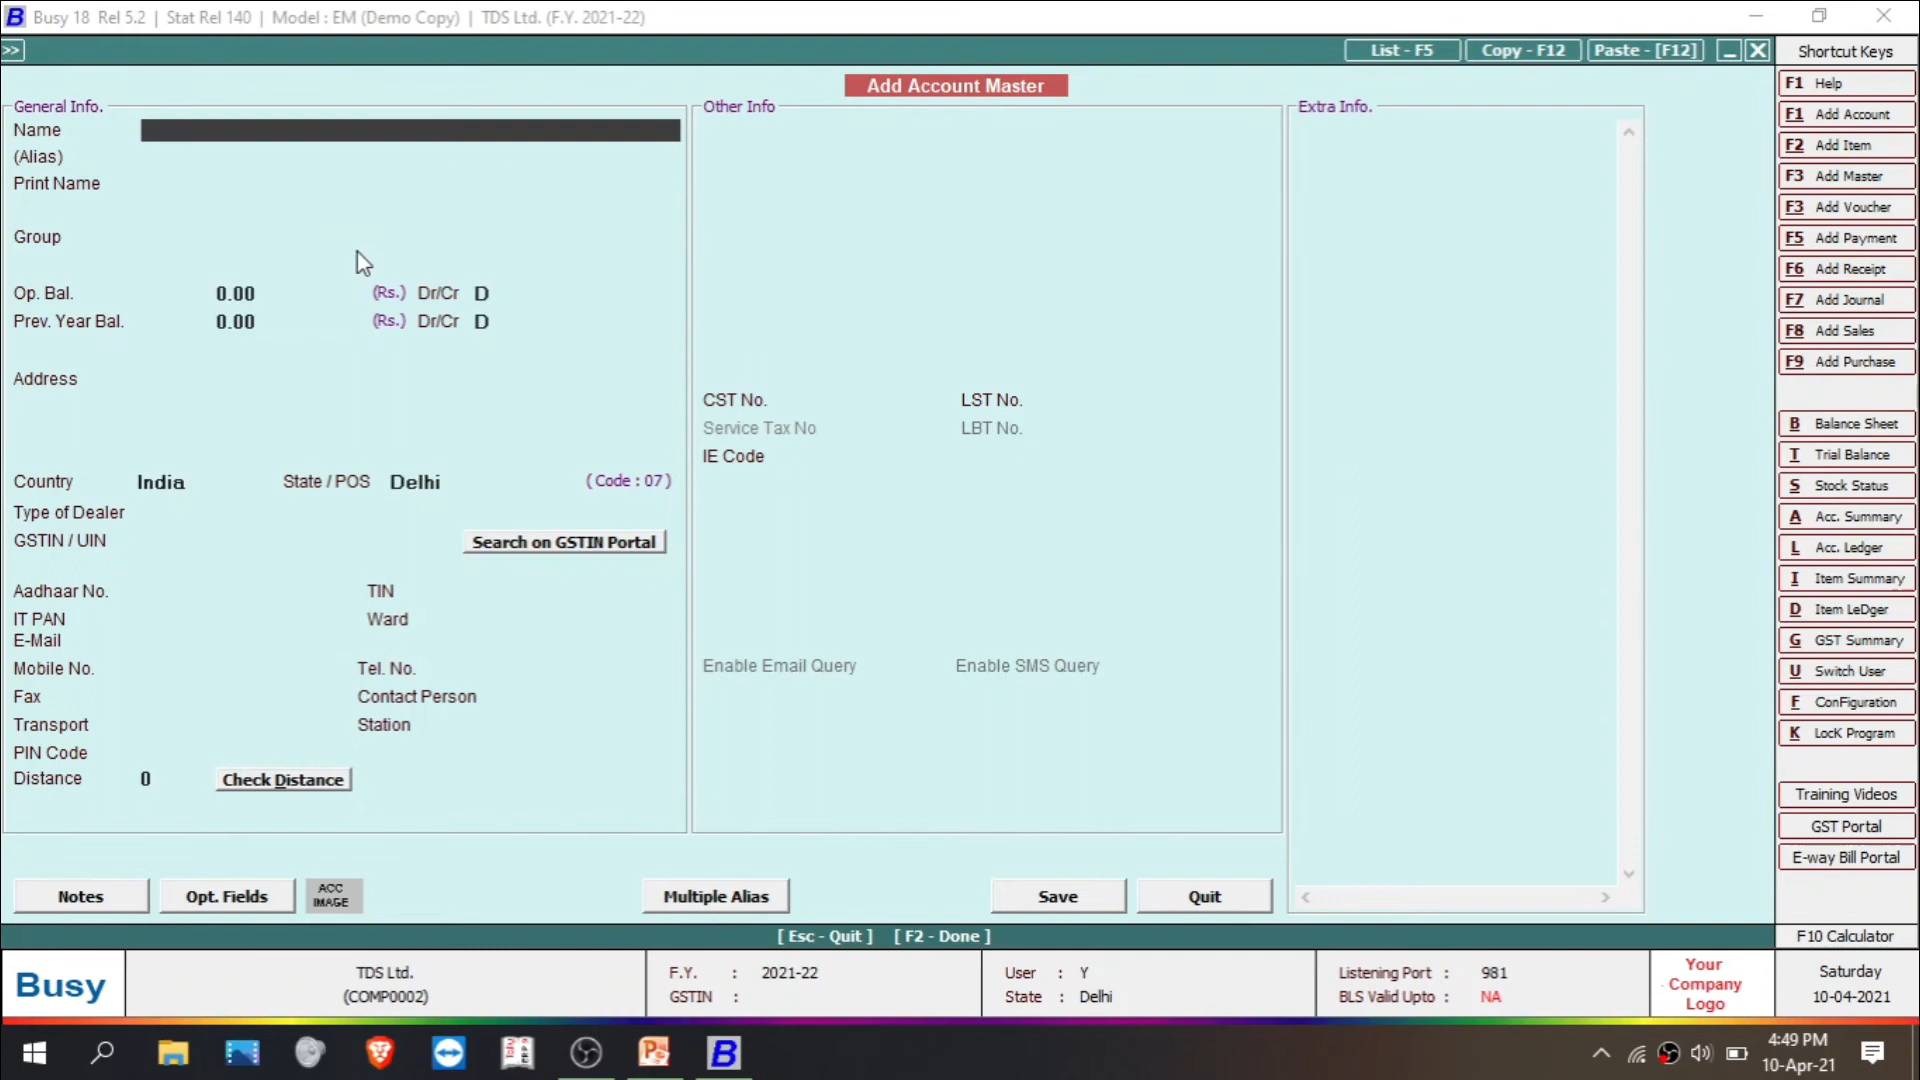 Busy 18 Rel 5.2 | Stat Rel 140 | Model : EM (Demo Copy) | TDS Ltd. (F.Y. 2021-22)
>> List - F5 Copy - F12 Paste - [F12] Shortcut Keys
Add Account Master
General Info. Other Info Extra Info.
Name
(Alias)
Print Name
Group
Op. Bal. 0.00 (Rs.) Dr/Cr D
Prev. Year Bal. 0.00 (Rs.) Dr/Cr D
Address
Country India State / POS Delhi ( Code : 07 )
Type of Dealer
GSTIN / UIN Search on GSTIN Portal
Aadhaar No. TIN
IT PAN Ward
E-Mail
Mobile No. Tel. No.
Fax Contact Person
Transport Station
PIN Code
Distance 0 Check Distance
CST No. LST No.
Service Tax No LBT No.
IE Code
Enable Email Query Enable SMS Query
Notes Opt. Fields ACC IMAGE Multiple Alias Save Quit
[ Esc - Quit ] [ F2 - Done ]
F1 Help
F1 Add Account
F2 Add Item
F3 Add Master
F3 Add Voucher
F5 Add Payment
F6 Add Receipt
F7 Add Journal
F8 Add Sales
F9 Add Purchase
B Balance Sheet
T Trial Balance
S Stock Status
A Acc. Summary
L Acc. Ledger
I Item Summary
D Item LeDger
G GST Summary
U Switch User
F ConFiguration
K LocK Program
Training Videos
GST Portal
E-way Bill Portal
F10 Calculator
Busy
TDS Ltd.
(COMP0002)
F.Y. : 2021-22
GSTIN :
User : Y
State : Delhi
Listening Port : 981
BLS Valid Upto : NA
Your
Company
Logo
Saturday
10-04-2021
4:49 PM
10-Apr-21